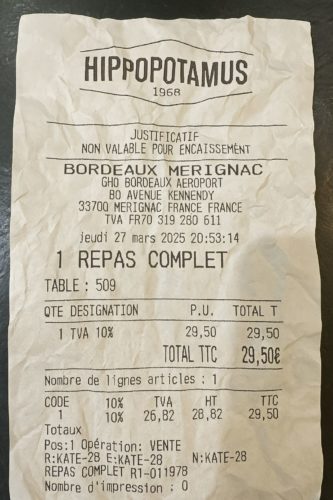 HIPPOPOTAMUS
1968
JUSTIFICATIF
NON VALABLE POUR ENCAISSEMENT
BORDEAUX MERIGNAC
GHO BORDEAUX AEROPORT
BO AVENUE KENNENDY
33700 MERIGNAC FRANCE FRANCE
TVA FR70 319 280 611
jeudi 27 mars 2025 20:53:14
1 REPAS COMPLET
TABLE : 509
QTE DESIGNATION P.U. TOTAL T
1 TVA 10% 29,50 29,50
TOTAL TTC 29,50€
Nombre de lignes articles : 1
CODE 10% TVA HT TTC
1 10% 26,82 28,82 29,50
Totaux
Pos:1 Opération: VENTE
R:KATE-28 E:KATE-28 N:KATE-28
REPAS COMPLET R1-011978
Nombre d'impression : 0